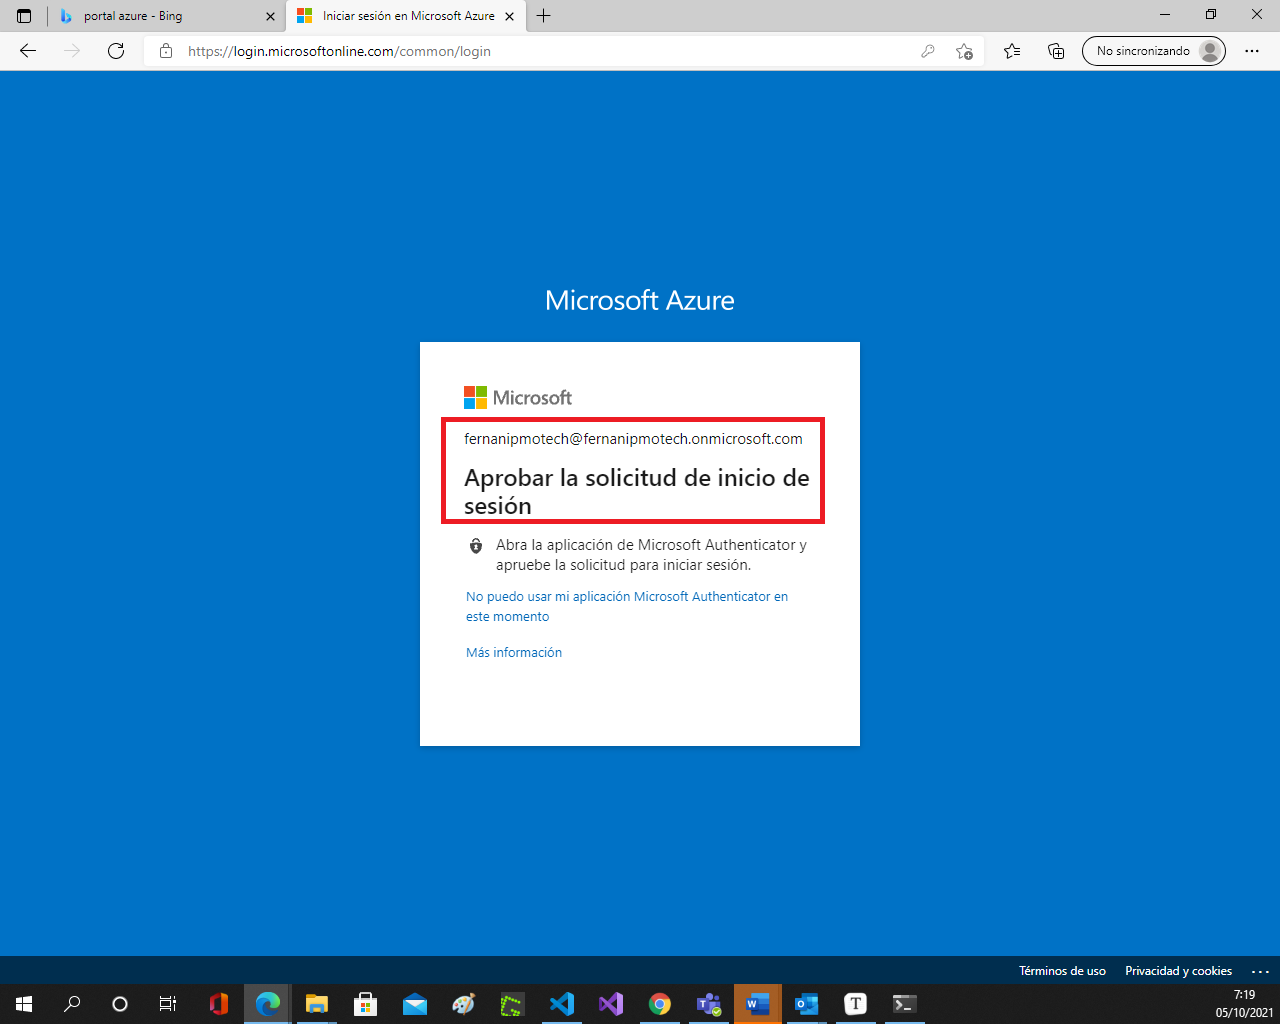 portal azure - Bing
Iniciar sesión en Microsoft Azure
https://login.microsoftonline.com/common/login
No sincronizando
Microsoft Azure
Microsoft
fernanipmotech@fernanipmotech.onmicrosoft.com
Aprobar la solicitud de inicio de
sesión
Abra la aplicación de Microsoft Authenticator y
apruebe la solicitud para iniciar sesión.
No puedo usar mi aplicación Microsoft Authenticator en
este momento
Más información
Términos de uso
Privacidad y cookies
7:19
05/10/2021